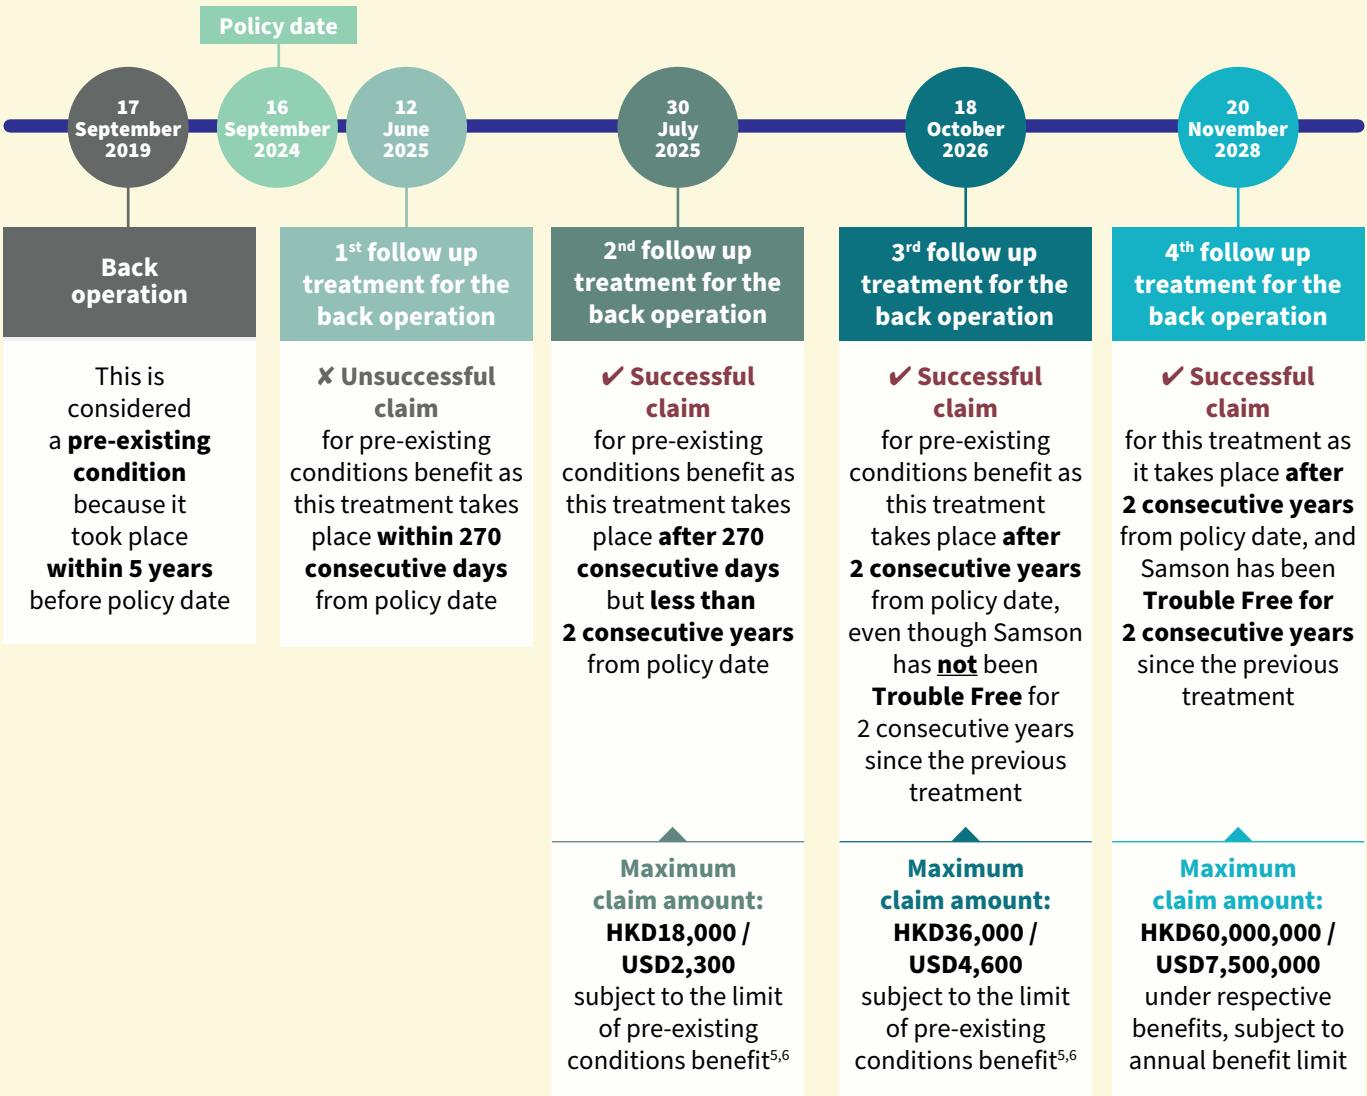 Policy date
17
September
2019
16
September
2024
12
June
2025
30
July
2025
18
October
2026
20
November
2028
Back
operation
This is
considered
a pre-existing
condition
because it
took place
within 5 years
before policy date
1st follow up
treatment for the
back operation
✘ Unsuccessful
claim
for pre-existing
conditions benefit as
this treatment takes
place within 270
consecutive days
from policy date
2nd follow up
treatment for the
back operation
✔ Successful
claim
for pre-existing
conditions benefit as
this treatment takes
place after 270
consecutive days
but less than
2 consecutive years
from policy date
Maximum
claim amount:
HKD18,000 /
USD2,300
subject to the limit
of pre-existing
conditions benefit5,6
3rd follow up
treatment for the
back operation
✔ Successful
claim
for pre-existing
conditions benefit as
this treatment
takes place after
2 consecutive years
from policy date,
even though Samson
has not been
Trouble Free for
2 consecutive years
since the previous
treatment
Maximum
claim amount:
HKD36,000 /
USD4,600
subject to the limit
of pre-existing
conditions benefit5,6
4th follow up
treatment for the
back operation
✔ Successful
claim
for this treatment as
it takes place after
2 consecutive years
from policy date, and
Samson has been
Trouble Free for
2 consecutive years
since the previous
treatment
Maximum
claim amount:
HKD60,000,000 /
USD7,500,000
under respective
benefits, subject to
annual benefit limit